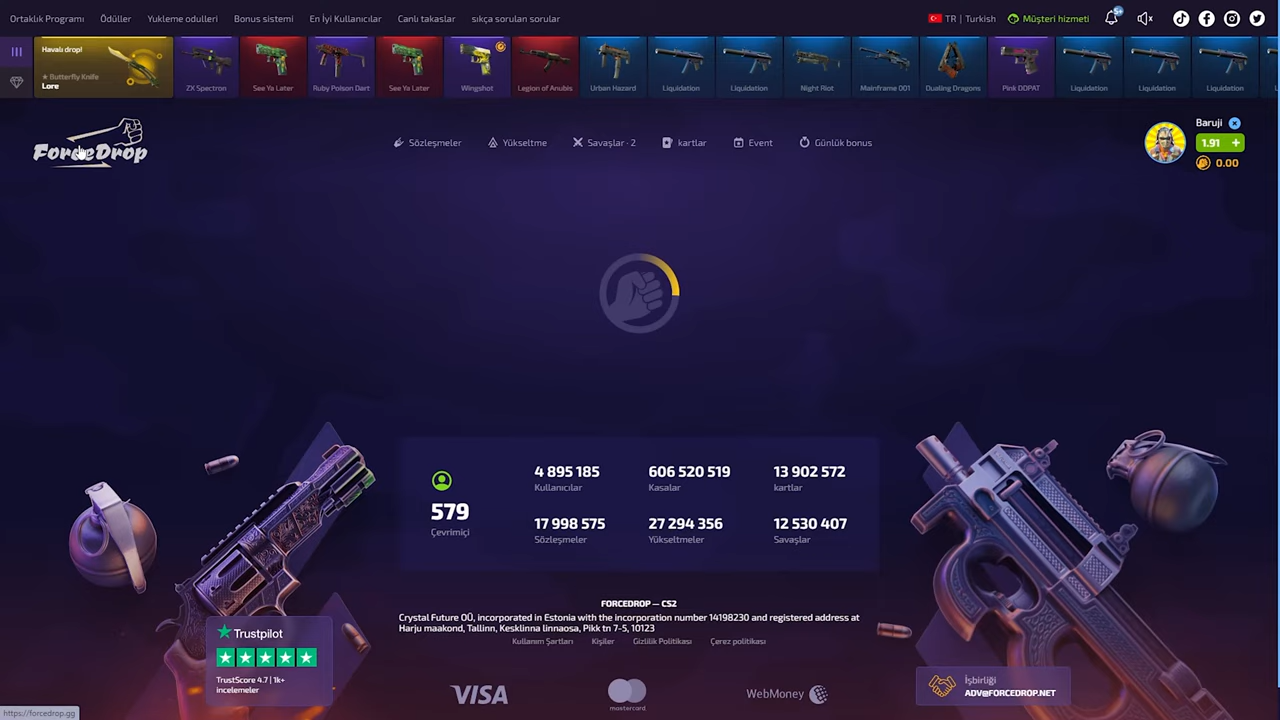 Ortaklık Programı Ödüller Yukleme odulleri Bonus sistemi En İyi Kullanıcılar Canlı takaslar sıkça sorulan sorular TR | Turkish Müşteri hizmeti 5+
Havalı drop!
★ Butterfly Knife
Lore
ZX Spectron See Ya Later Ruby Poison Dart See Ya Later Wingshot Legion of Anubis Urban Hazard Liquidation Liquidation Night Riot Mainframe 001 Dualing Dragons Pink DDPAT Liquidation Liquidation Liquidation
ForceDrop
Sözleşmeler Yükseltme Savaşlar · 2 kartlar Event Günlük bonus
Baruji
1.91 +
0.00
579
Çevrimiçi
4 895 185
Kullanıcılar
606 520 519
Kasalar
13 902 572
kartlar
17 998 575
Sözleşmeler
27 294 356
Yükseltmeler
12 530 407
Savaşlar
FORCEDROP — CS2
Crystal Future OÜ, incorporated in Estonia with the incorporation number 14198230 and registered address at
Harju maakond, Tallinn, Kesklinna linnaosa, Pikk tn 7-5, 10123
Kullanım Şartları Kişiler Gizlilik Politikası Çerez politikası
Trustpilot
TrustScore 4.7 | 1k+
incelemeler
VISA
mastercard.
WebMoney
İşbirliği
ADV@FORCEDROP.NET
https://forcedrop.gg